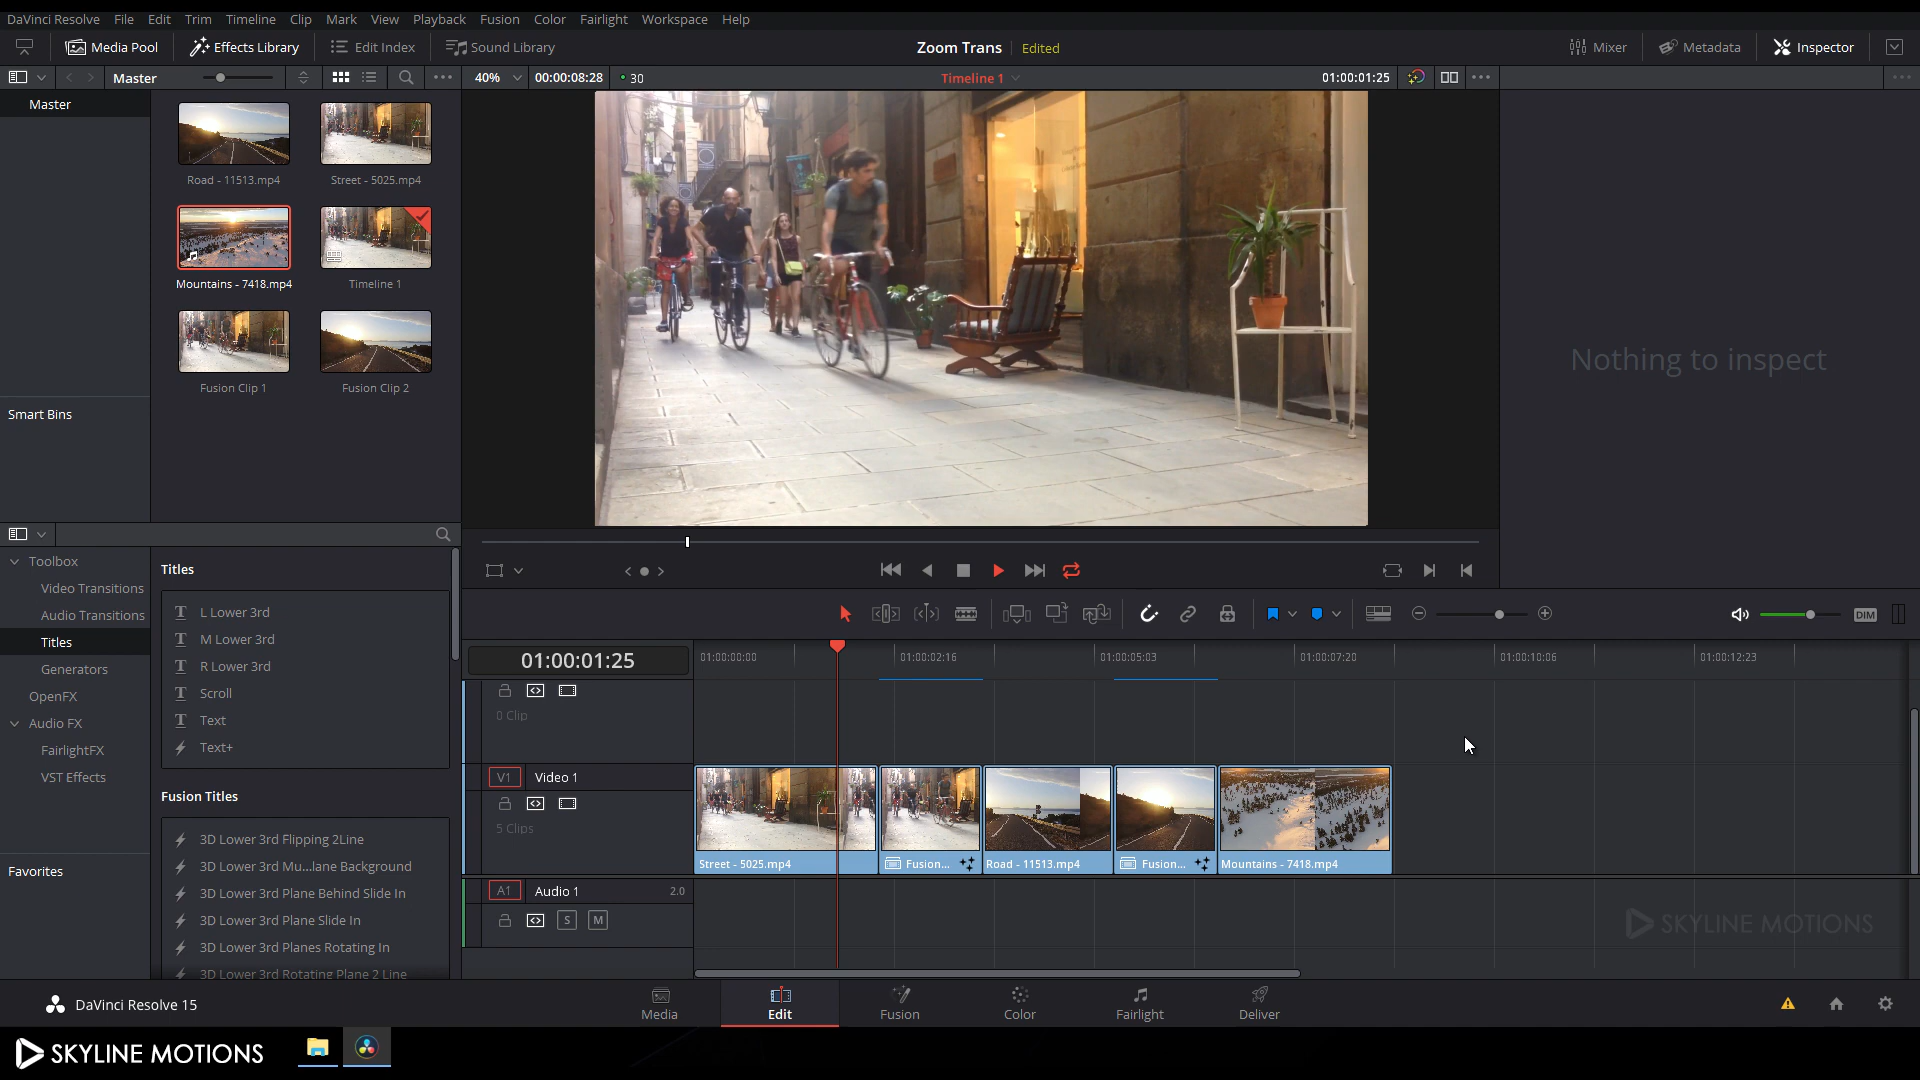 DaVinci Resolve File Edit Trim Timeline Clip Mark View Playback Fusion Color Fairlight Workspace Help
Media Pool Effects Library Edit Index Sound Library Zoom Trans Edited Mixer Metadata Inspector
Master 40% 00:00:08:28 30 Timeline 1 01:00:01:25
Master
Road - 11513.mp4 Street - 5025.mp4
Mountains - 7418.mp4 Timeline 1
Fusion Clip 1 Fusion Clip 2
Smart Bins
Nothing to inspect
Toolbox
Video Transitions
Audio Transitions
Titles
Generators
OpenFX
Audio FX
FairlightFX
VST Effects
Favorites
Titles
L Lower 3rd
M Lower 3rd
R Lower 3rd
Scroll
Text
Text+
Fusion Titles
3D Lower 3rd Flipping 2Line
3D Lower 3rd Mu...lane Background
3D Lower 3rd Plane Behind Slide In
3D Lower 3rd Plane Slide In
3D Lower 3rd Planes Rotating In
3D Lower 3rd Rotating Plane 2 Line
DIM
01:00:01:25 01:00:00:00 01:00:02:16 01:00:05:03 01:00:07:20 01:00:10:06 01:00:12:23
0 Clip
V1 Video 1
5 Clips
Street - 5025.mp4 Fusion... Road - 11513.mp4 Fusion... Mountains - 7418.mp4
A1 Audio 1 2.0
S M
SKYLINE MOTIONS
DaVinci Resolve 15 Media Edit Fusion Color Fairlight Deliver
SKYLINE MOTIONS